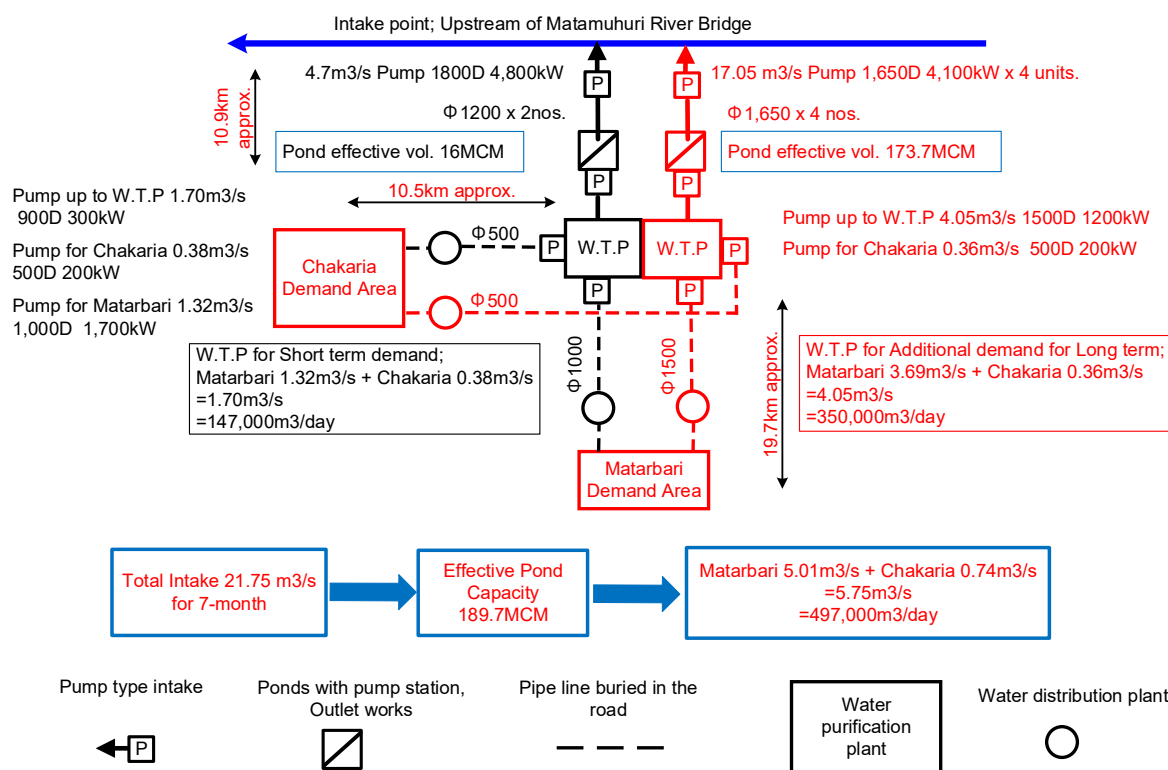 Intake point; Upstream of Matamuhuri River Bridge
4.7m3/s Pump 1800D 4,800kW
P
P
17.05 m3/s Pump 1,650D 4,100kW x 4 units.
10.9km
approx.
Φ1200 x 2nos.
Φ1,650 x 4 nos.
Pond effective vol. 16MCM
Pond effective vol. 173.7MCM
P
P
Pump up to W.T.P 1.70m3/s
900D 300kW
10.5km approx.
Pump up to W.T.P 4.05m3/s 1500D 1200kW
Pump for Chakaria 0.38m3/s
500D 200kW
Chakaria
Demand Area
Φ500
P
W.T.P
W.T.P
P
Pump for Chakaria 0.36m3/s 500D 200kW
Pump for Matarbari 1.32m3/s
1,000D 1,700kW
Φ500
P
P
W.T.P for Short term demand;
Matarbari 1.32m3/s + Chakaria 0.38m3/s
=1.70m3/s
=147,000m3/day
Φ1000
Φ1500
19.7km approx.
W.T.P for Additional demand for Long term;
Matarbari 3.69m3/s + Chakaria 0.36m3/s
=4.05m3/s
=350,000m3/day
Matarbari
Demand Area
Total Intake 21.75 m3/s
for 7-month
Effective Pond
Capacity
189.7MCM
Matarbari 5.01m3/s + Chakaria 0.74m3/s
=5.75m3/s
=497,000m3/day
Pump type intake
P
Ponds with pump station,
Outlet works
Pipe line buried in the
road
Water
purification
plant
Water distribution plant